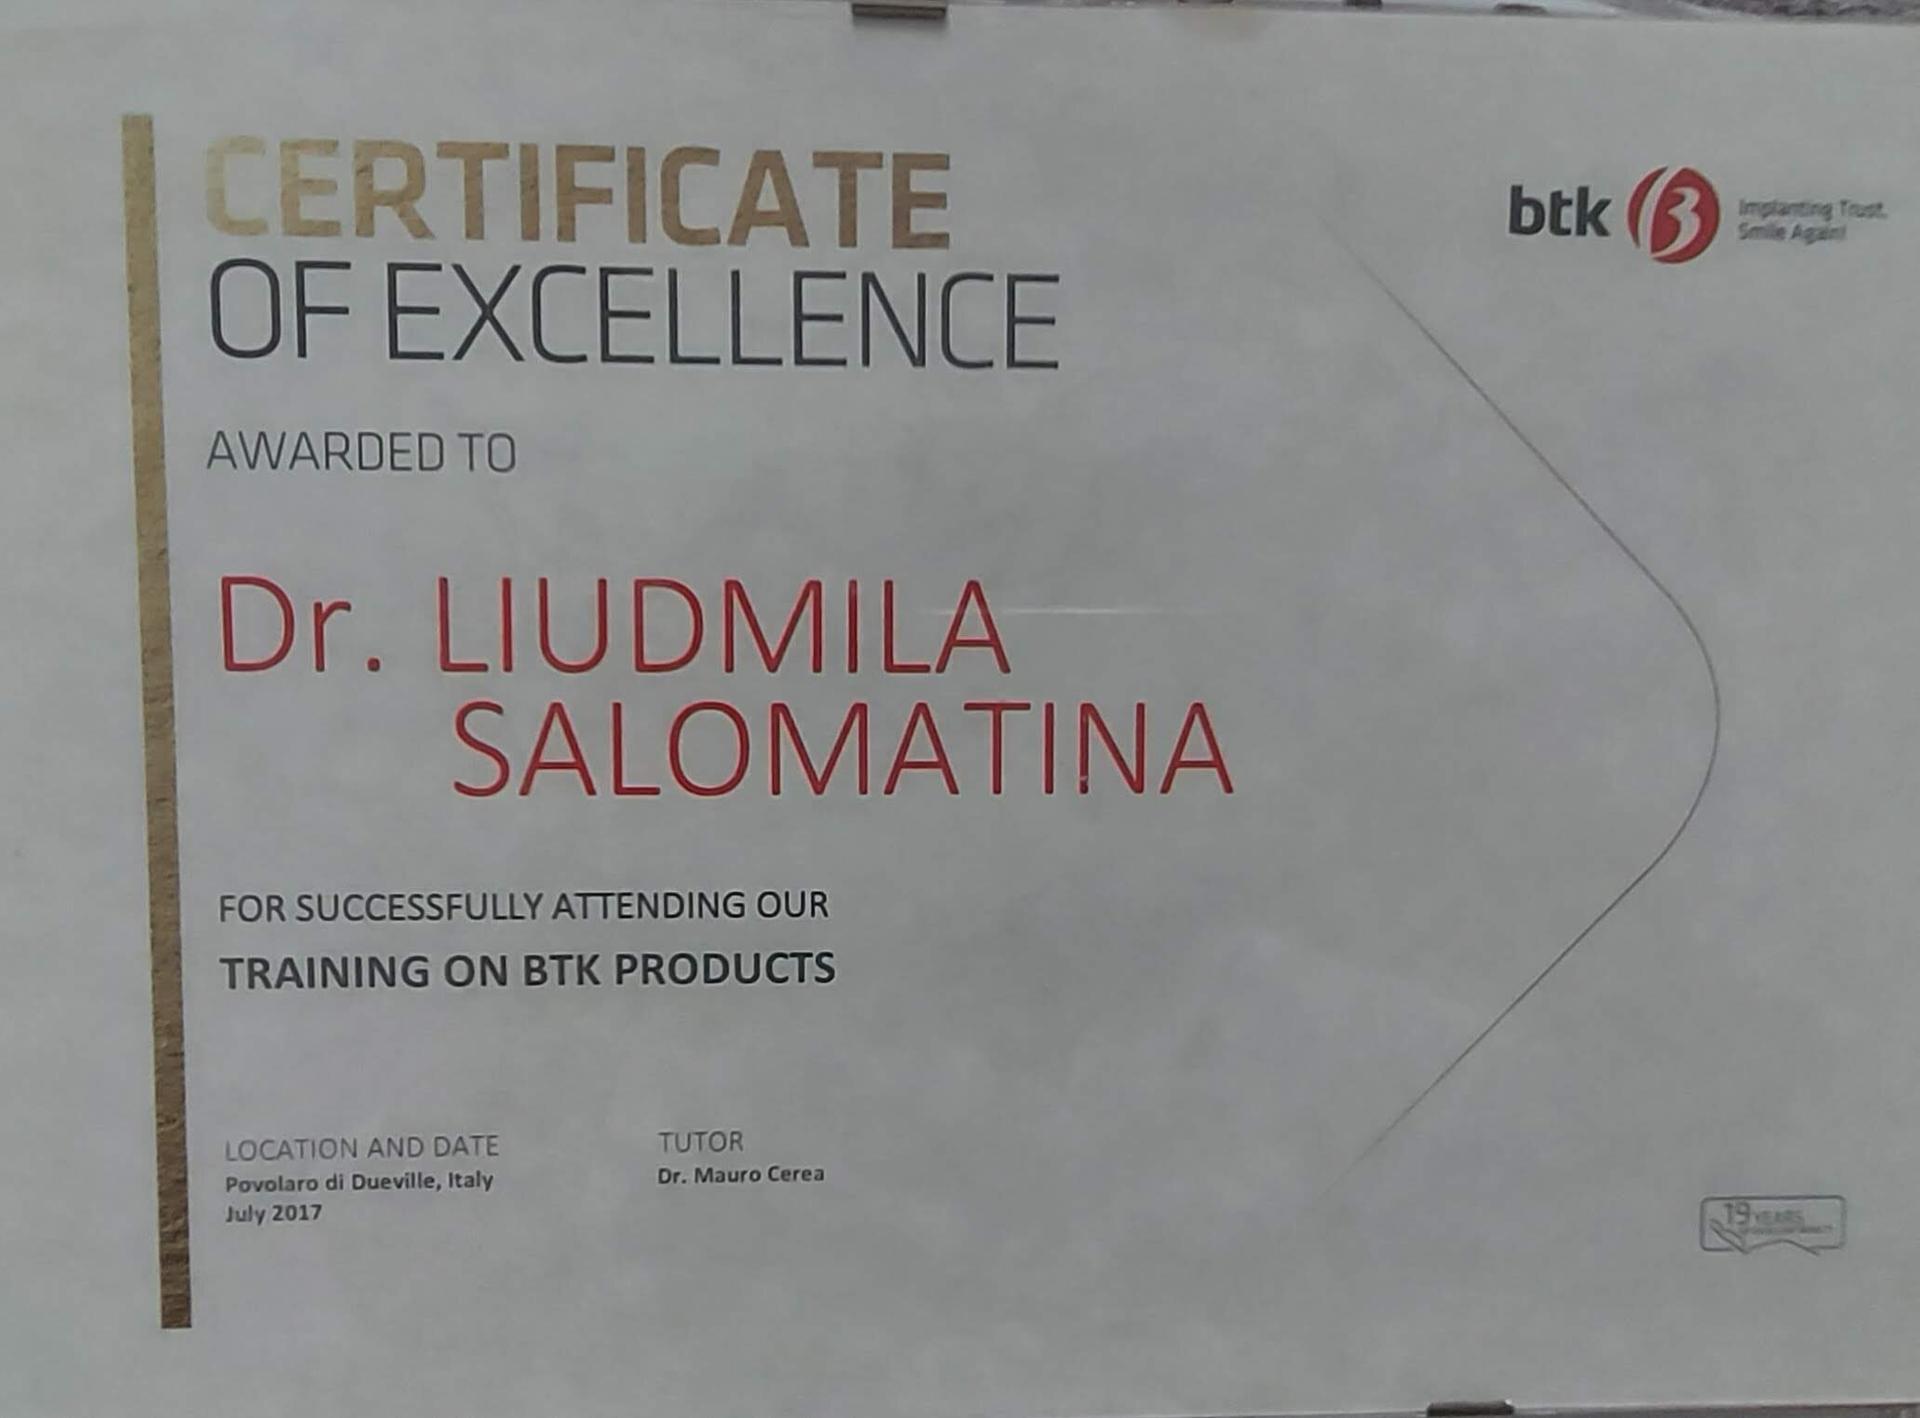 CERTIFICATE
OF EXCELLENCE
btk
Implanting Trust,
Smile Again!
AWARDED TO
Dr. LIUDMILA
SALOMATINA
FOR SUCCESSFULLY ATTENDING OUR
TRAINING ON BTK PRODUCTS
LOCATION AND DATE
Povolaro di Dueville, Italy
July 2017
TUTOR
Dr. Mauro Cerea
19 YEARS